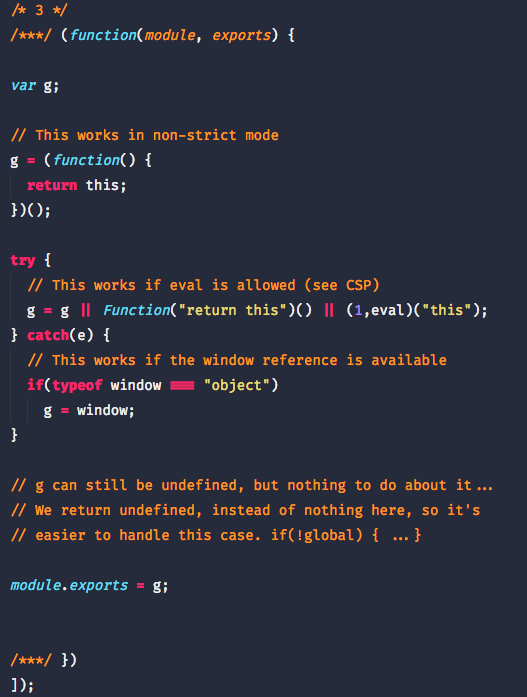 /* 3 */
/***/ (function(module, exports) {
var g;
// This works in non-strict mode
g = (function() {
return this;
})();
try {
// This works if eval is allowed (see CSP)
g = g || Function("return this")() || (1,eval)("this");
} catch(e) {
// This works if the window reference is available
if(typeof window === "object")
g = window;
}
// g can still be undefined, but nothing to do about it...
// We return undefined, instead of nothing here, so it's
// easier to handle this case. if(!global) { ...}
module.exports = g;
/***/ })
]);